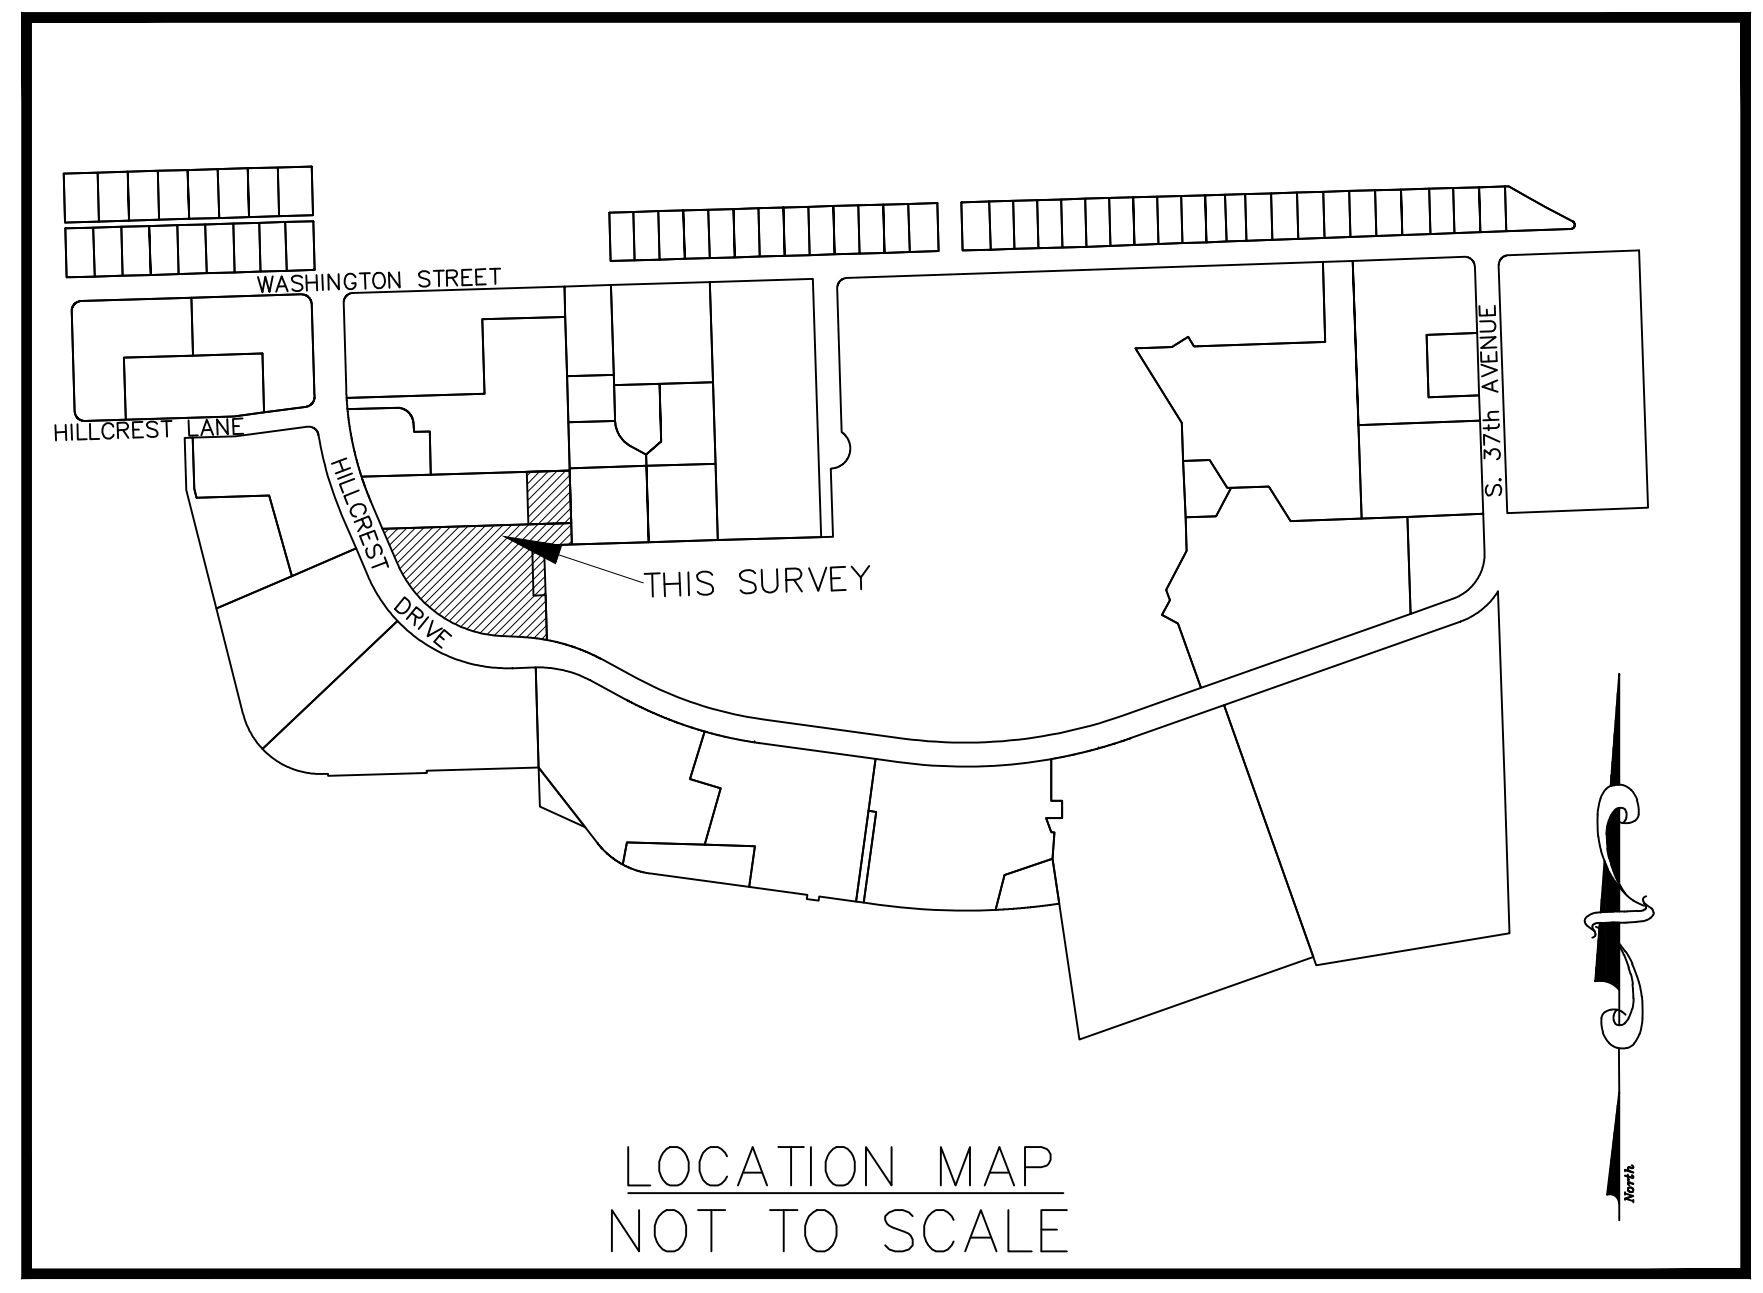 WASHINGTON STREET
HILLCREST LANE
HILLCREST
DRIVE
S. 37th AVENUE
THIS SURVEY
North
LOCATION MAP
NOT TO SCALE